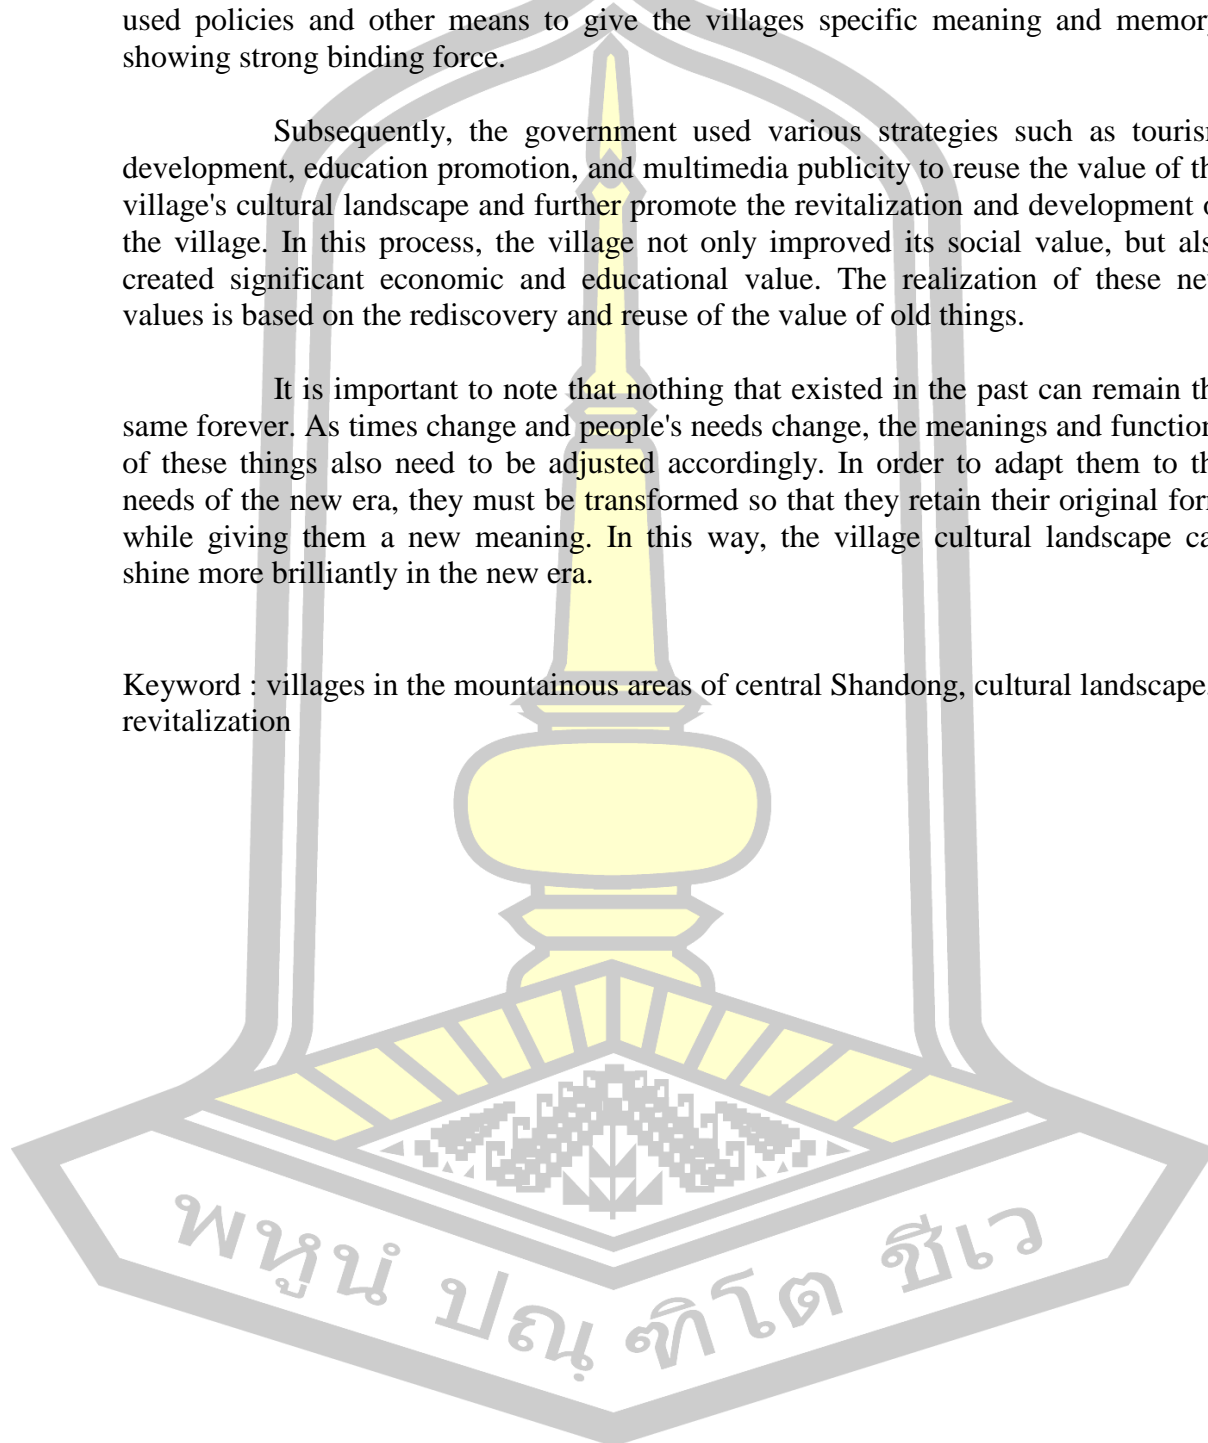 used policies and other means to give the villages specific meaning and memory
showing strong binding force.
Subsequently, the government used various strategies such as tourism
development, education promotion, and multimedia publicity to reuse the value of th
village's cultural landscape and further promote the revitalization and development o
the village. In this process, the village not only improved its social value, but als
created significant economic and educational value. The realization of these new
values is based on the rediscovery and reuse of the value of old things.
It is important to note that nothing that existed in the past can remain th
same forever. As times change and people's needs change, the meanings and function
of these things also need to be adjusted accordingly. In order to adapt them to th
needs of the new era, they must be transformed so that they retain their original form
while giving them a new meaning. In this way, the village cultural landscape ca
shine more brilliantly in the new era.
Keyword : villages in the mountainous areas of central Shandong, cultural landscape
revitalization
พหูนํ ปณฺฑิโต ชีเว